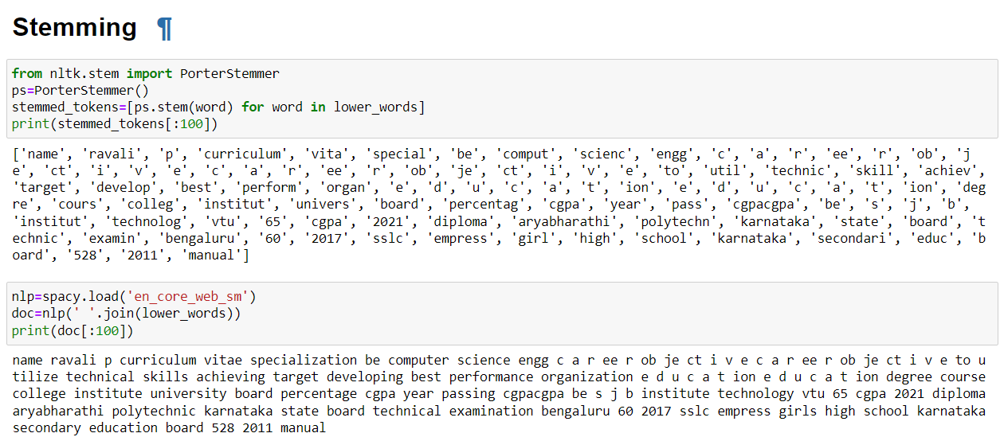 Stemming ¶
from nltk.stem import PorterStemmer
ps=PorterStemmer()
stemmed_tokens=[ps.stem(word) for word in lower_words]
print(stemmed_tokens[:100])
['name', 'ravali', 'p', 'curriculum', 'vita', 'special', 'be', 'comput', 'scienc', 'engg', 'c', 'a', 'r', 'ee', 'r', 'ob', 'j
e', 'ct', 'i', 'v', 'e', 'c', 'a', 'r', 'ee', 'r', 'ob', 'je', 'ct', 'i', 'v', 'e', 'to', 'util', 'technic', 'skill', 'achiev',
'target', 'develop', 'best', 'perform', 'organ', 'e', 'd', 'u', 'c', 'a', 't', 'ion', 'e', 'd', 'u', 'c', 'a', 't', 'ion', 'deg
re', 'cours', 'colleg', 'institut', 'univers', 'board', 'percentag', 'cgpa', 'year', 'pass', 'cgpacgpa', 'be', 's', 'j', 'b',
'institut', 'technolog', 'vtu', '65', 'cgpa', '2021', 'diploma', 'aryabharathi', 'polytechn', 'karnataka', 'state', 'board', 't
echnic', 'examin', 'bengaluru', '60', '2017', 'sslc', 'empress', 'girl', 'high', 'school', 'karnataka', 'secondari', 'educ', 'b
oard', '528', '2011', 'manual']
nlp=spacy.load('en_core_web_sm')
doc=nlp(' '.join(lower_words))
print(doc[:100])
name ravali p curriculum vitae specialization be computer science engg c a r ee r ob je ct i v e c a r ee r ob je ct i v e to u
tilize technical skills achieving target developing best performance organization e d u c a t ion e d u c a t ion degree course
college institute university board percentage cgpa year passing cgpacgpa be s j b institute technology vtu 65 cgpa 2021 diploma
aryabharathi polytechnic karnataka state board technical examination bengaluru 60 2017 sslc empress girls high school karnataka
secondary education board 528 2011 manual